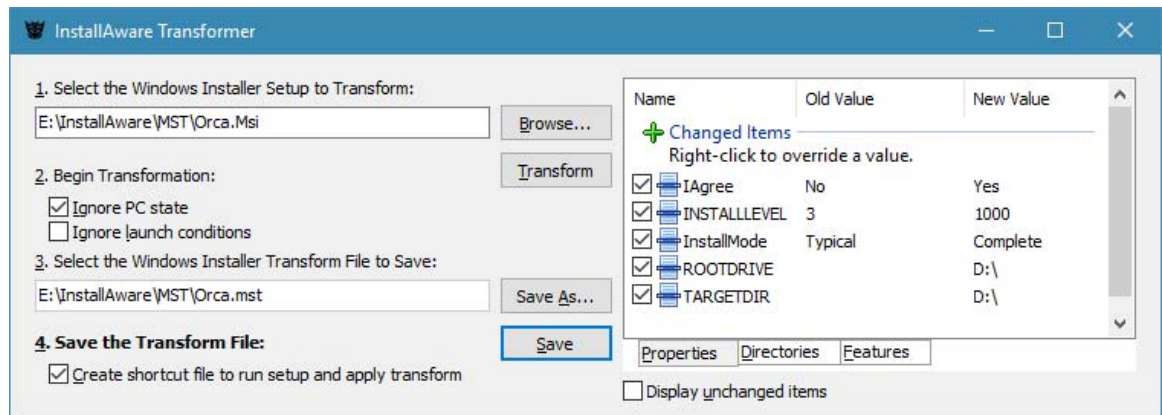 InstallAware Transformer
1. Select the Windows Installer Setup to Transform:
E:\InstallAware\MST\Orca.Msi
Browse...
2. Begin Transformation:
Transform
Ignore PC state
Ignore launch conditions
3. Select the Windows Installer Transform File to Save:
E:\InstallAware\MST\Orca.mst
Save As...
4. Save the Transform File:
Save
Create shortcut file to run setup and apply transform
Name Old Value New Value
Changed Items
Right-click to override a value.
IAgree No Yes
INSTALLLEVEL 3 1000
InstallMode Typical Complete
ROOTDRIVE D:\
TARGETDIR D:\
Properties Directories Features
Display unchanged items